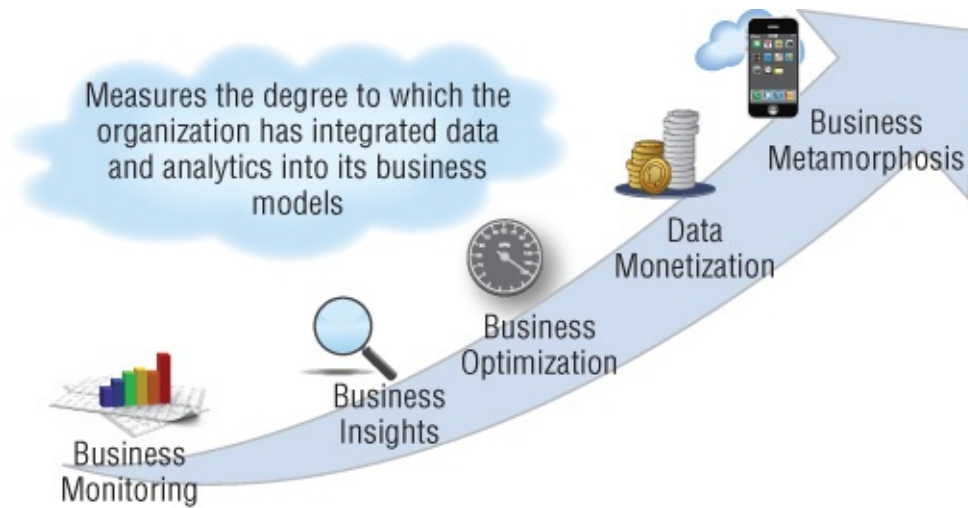 Measures the degree to which the
organization has integrated data
and analytics into its business
models
Business
Monitoring
Business
Insights
Business
Optimization
Data
Monetization
Business
Metamorphosis